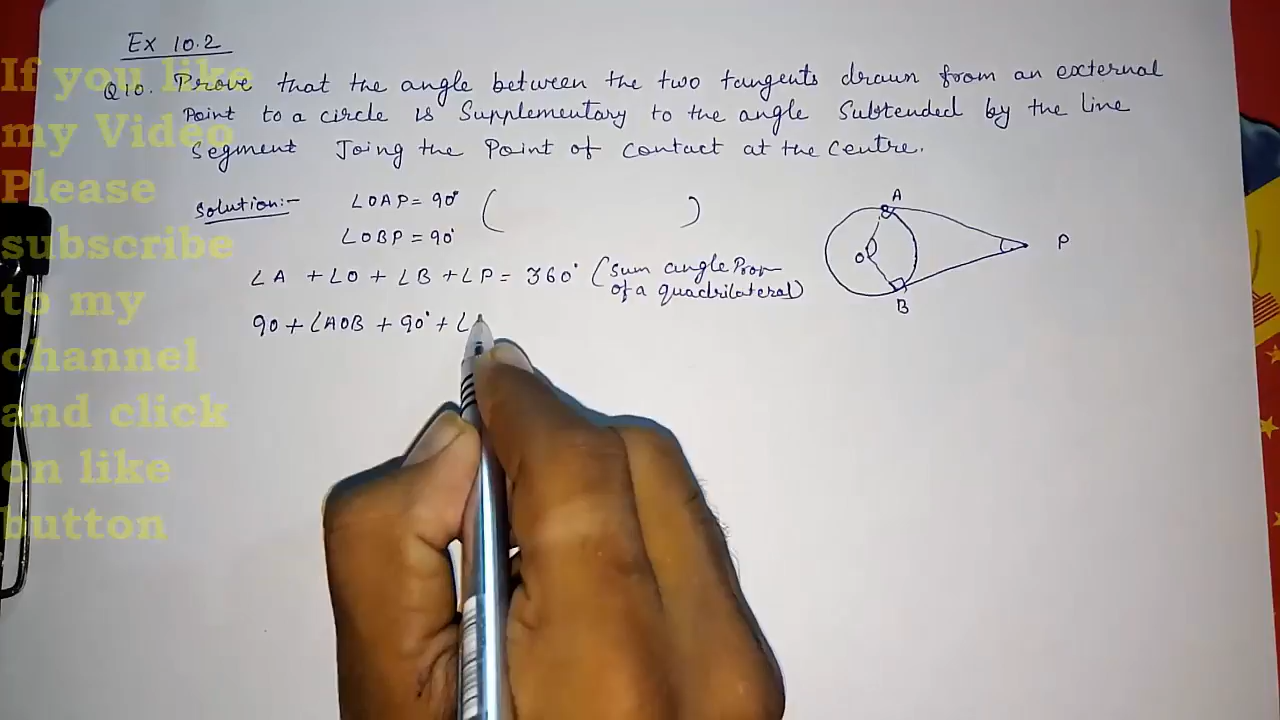 Ex 10.2
Q10. Prove that the angle between the two tangents drawn from an external
Point to a circle is Supplementary to the angle Subtended by the line
Segment Joing the Point of contact at the centre.
Solution:- ∠OAP = 90° ( )
∠OBP = 90°
∠A + ∠O + ∠B + ∠P = 360° (Sum angle Prom
of a quadrilateral)
90 + ∠AOB + 90° + ∠
A
O
P
B
If you like
my Video
Please
subscribe
to my
channel
and click
on like
button